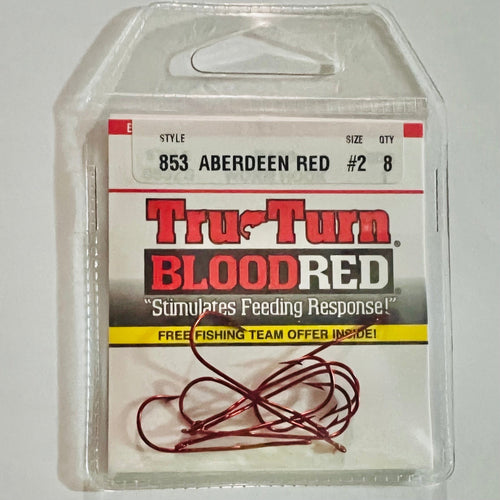 STYLE SIZE QTY
853 ABERDEEN RED #2 8
Tru Turn®
BLOODRED®
"Stimulates Feeding Response!"
FREE FISHING TEAM OFFER INSIDE!